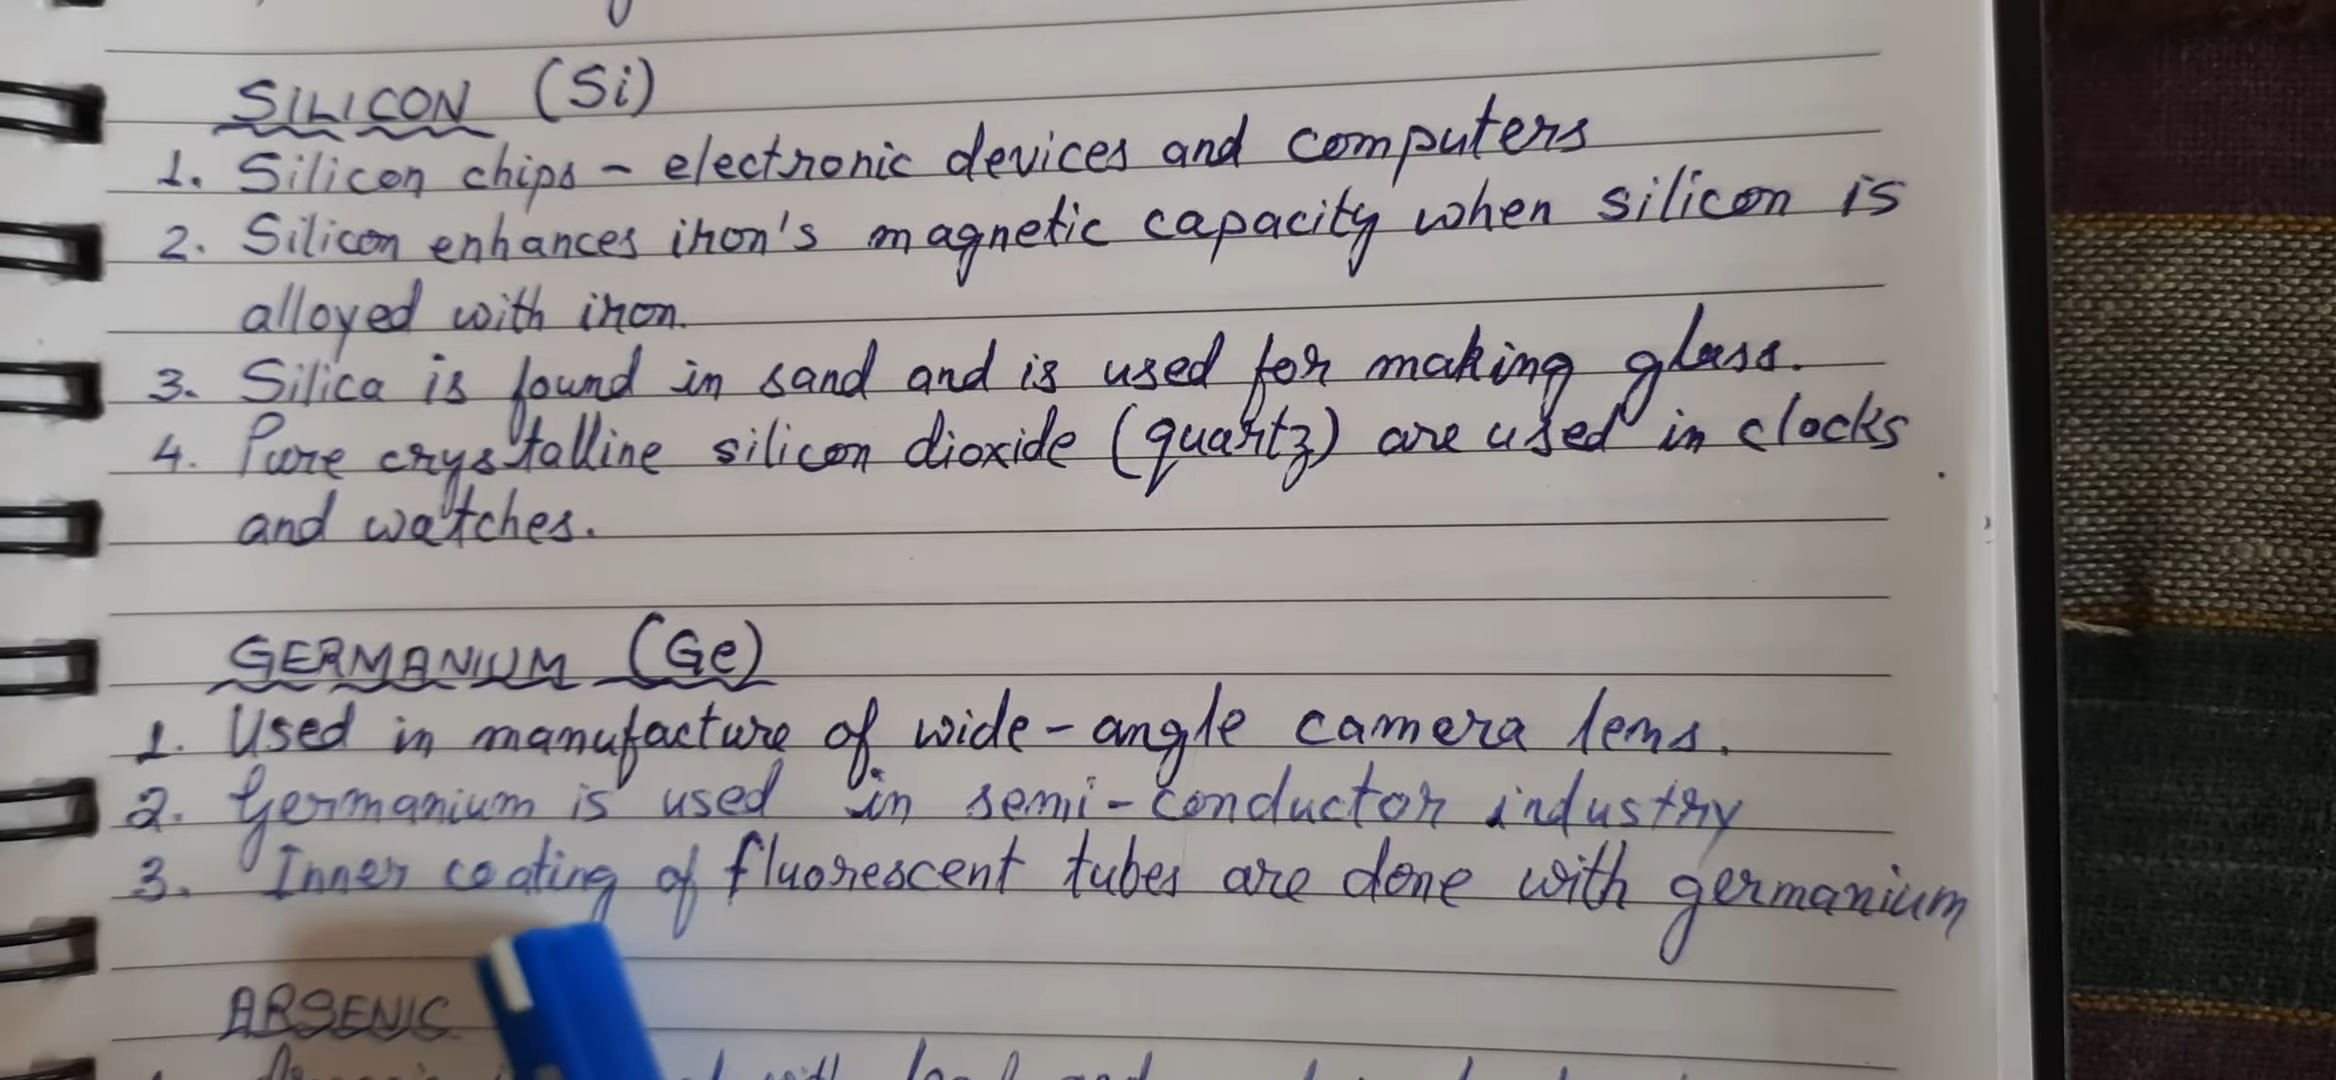 SILICON (Si)
1. Silicon chips - electronic devices and computers
2. Silicon enhances iron's magnetic capacity when silicon is
alloyed with iron.
3. Silica is found in sand and is used for making glass.
4. Pure crystalline silicon dioxide (quartz) are used in clocks
and watches.
GERMANIUM (Ge)
1. Used in manufacture of wide-angle camera lens.
2. Germanium is used in semi-conductor industry
3. Inner coating of fluorescent tubes are done with germanium
ARSENIC